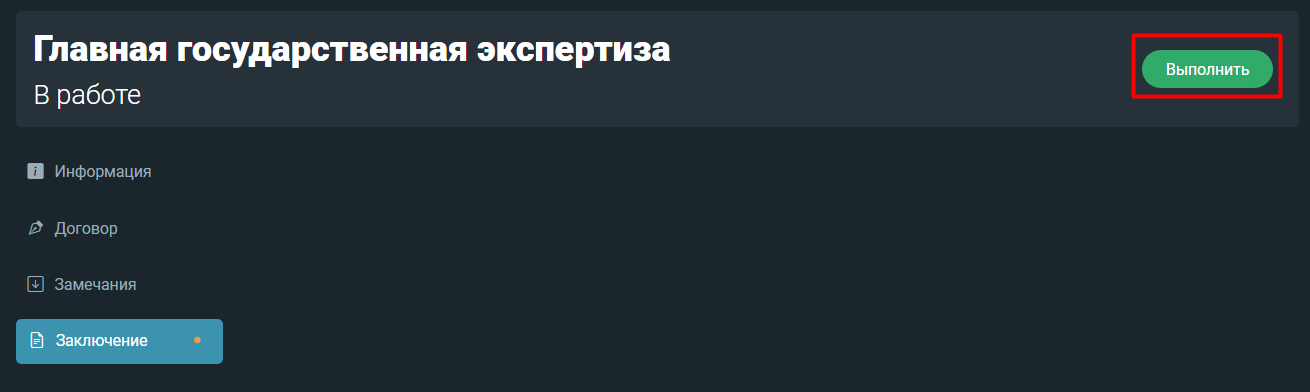 Главная государственная экспертиза
В работе
Выполнить
Информация
Договор
Замечания
Заключение